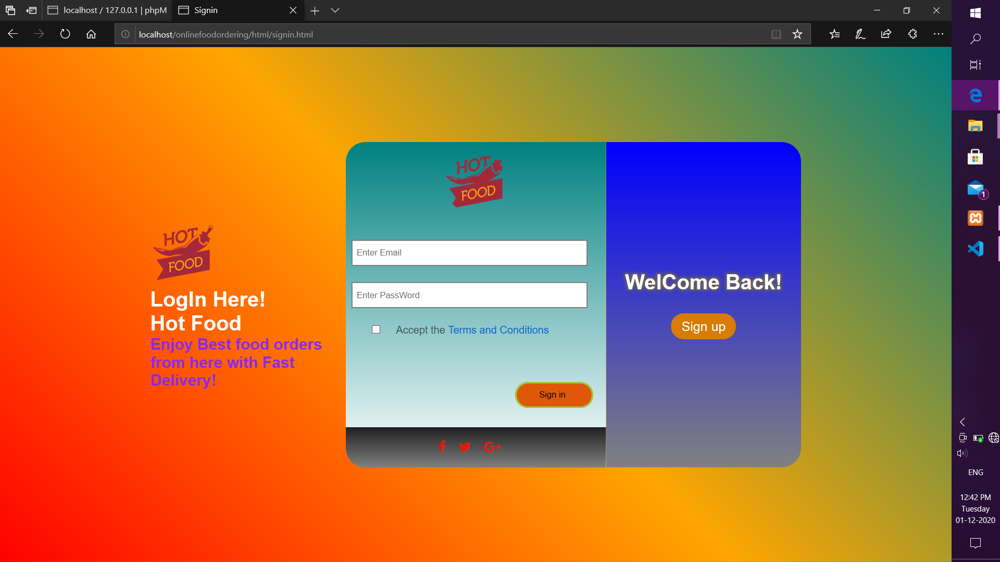 localhost / 127.0.0.1 | phpM
Signin
localhost/onlinefoodordering/html/signin.html
HOT
FOOD
LogIn Here!
Hot Food
Enjoy Best food orders
from here with Fast
Delivery!
HOT
FOOD
Enter Email
Enter PassWord
Accept the Terms and Conditions
Sign in
f
G+
WelCome Back!
Sign up
1
ENG
12:42 PM
Tuesday
01-12-2020